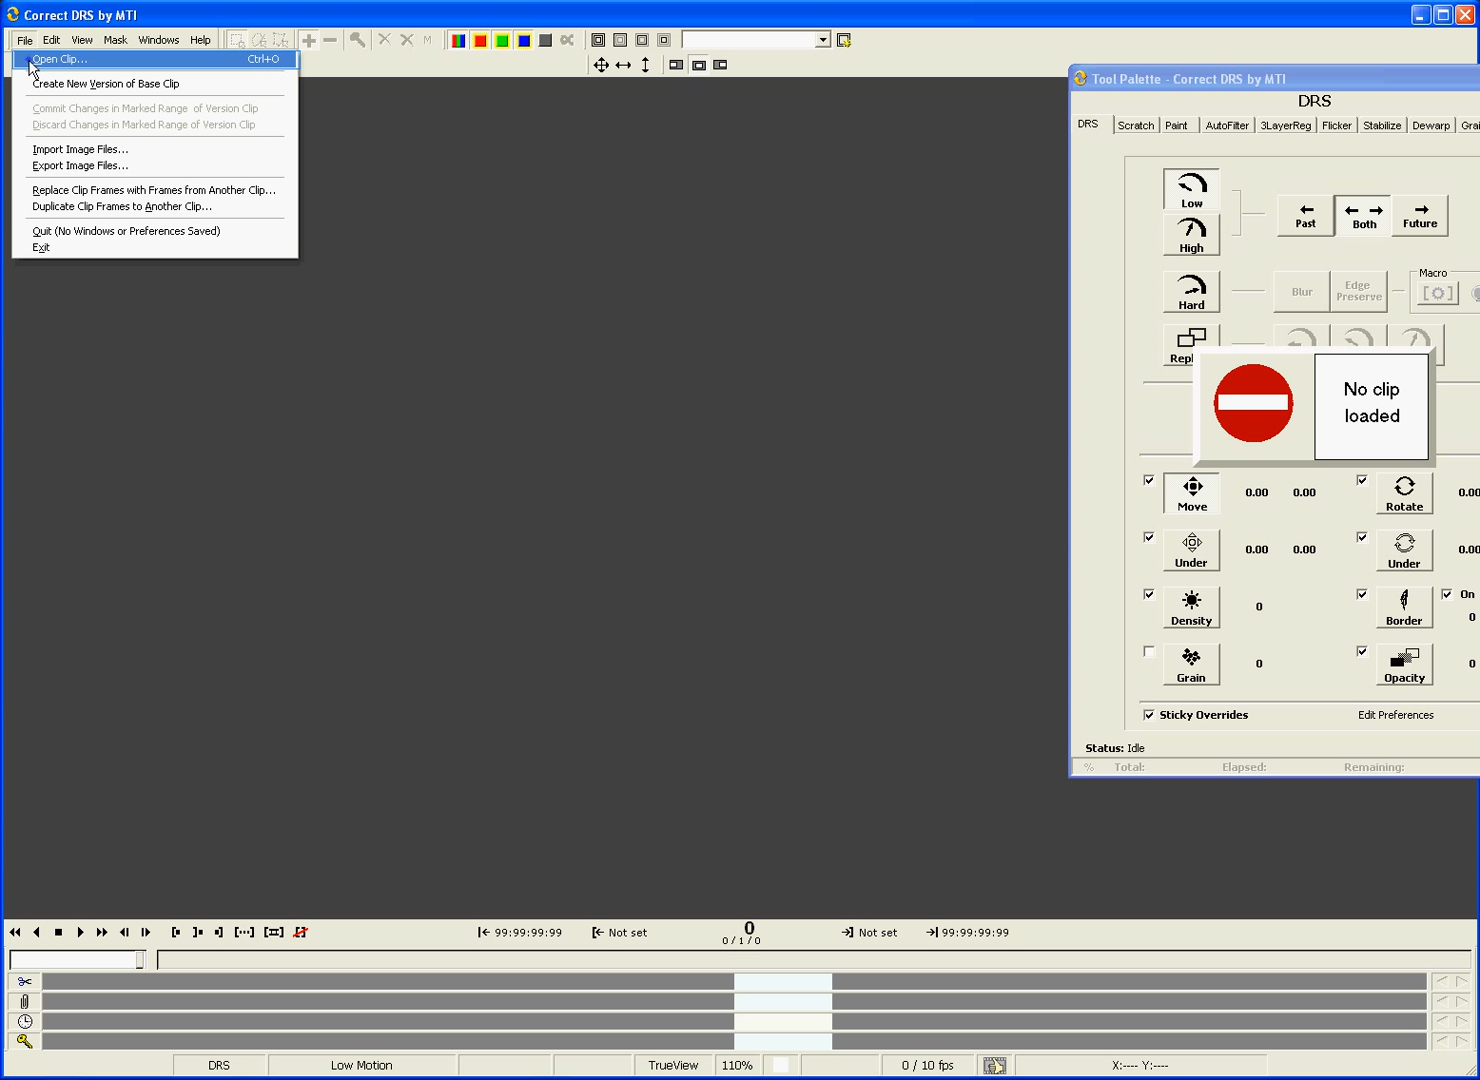 Correct DRS by MTI
File Edit View Mask Windows Help
M
Open Clip... Ctrl+O
Create New Version of Base Clip
Commit Changes in Marked Range of Version Clip
Discard Changes in Marked Range of Version Clip
Import Image Files...
Export Image Files...
Replace Clip Frames with Frames from Another Clip...
Duplicate Clip Frames to Another Clip...
Quit (No Windows or Preferences Saved)
Exit
Tool Palette - Correct DRS by MTI
DRS
DRS Scratch Paint AutoFilter 3LayerReg Flicker Stabilize Dewarp
Low
Past Both Future
High
Macro
Hard Blur Edge Preserve
No clip
loaded
Move 0.00 0.00 Rotate 0.00
Under 0.00 0.00 Under 0.00
Density 0 Border On
0
Grain 0 Opacity 0
Sticky Overrides Edit Preferences
Status: Idle
% Total: Elapsed: Remaining:
99:99:99:99 Not set 0 Not set 99:99:99:99
0 / 1 / 0
DRS Low Motion TrueView 110% 0 / 10 fps X:---- Y:----